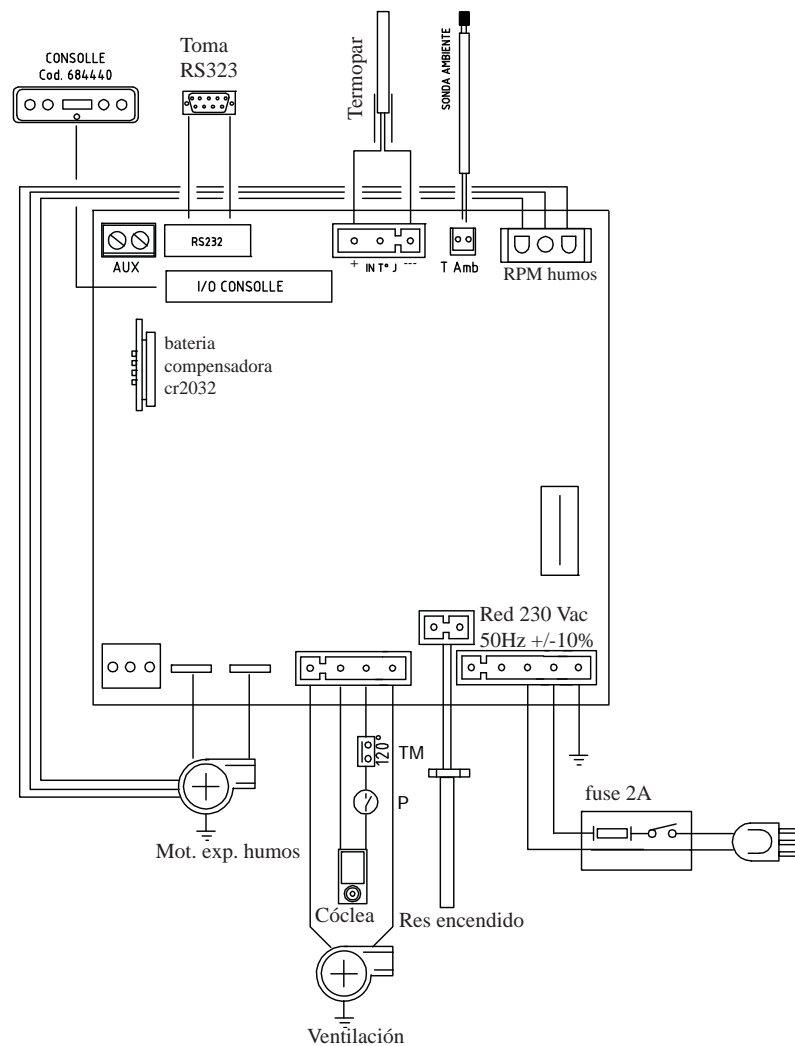 CONSOLLE
Cod. 684440
Toma
RS323
Termopar
SONDA AMBIENTE
AUX
RS232
+ IN T° J ---
T Amb
RPM humos
I/O CONSOLLE
bateria
compensadora
cr2032
Red 230 Vac
50Hz +/-10%
120°
TM
P
fuse 2A
Mot. exp. humos
Cóclea
Res encendido
Ventilación